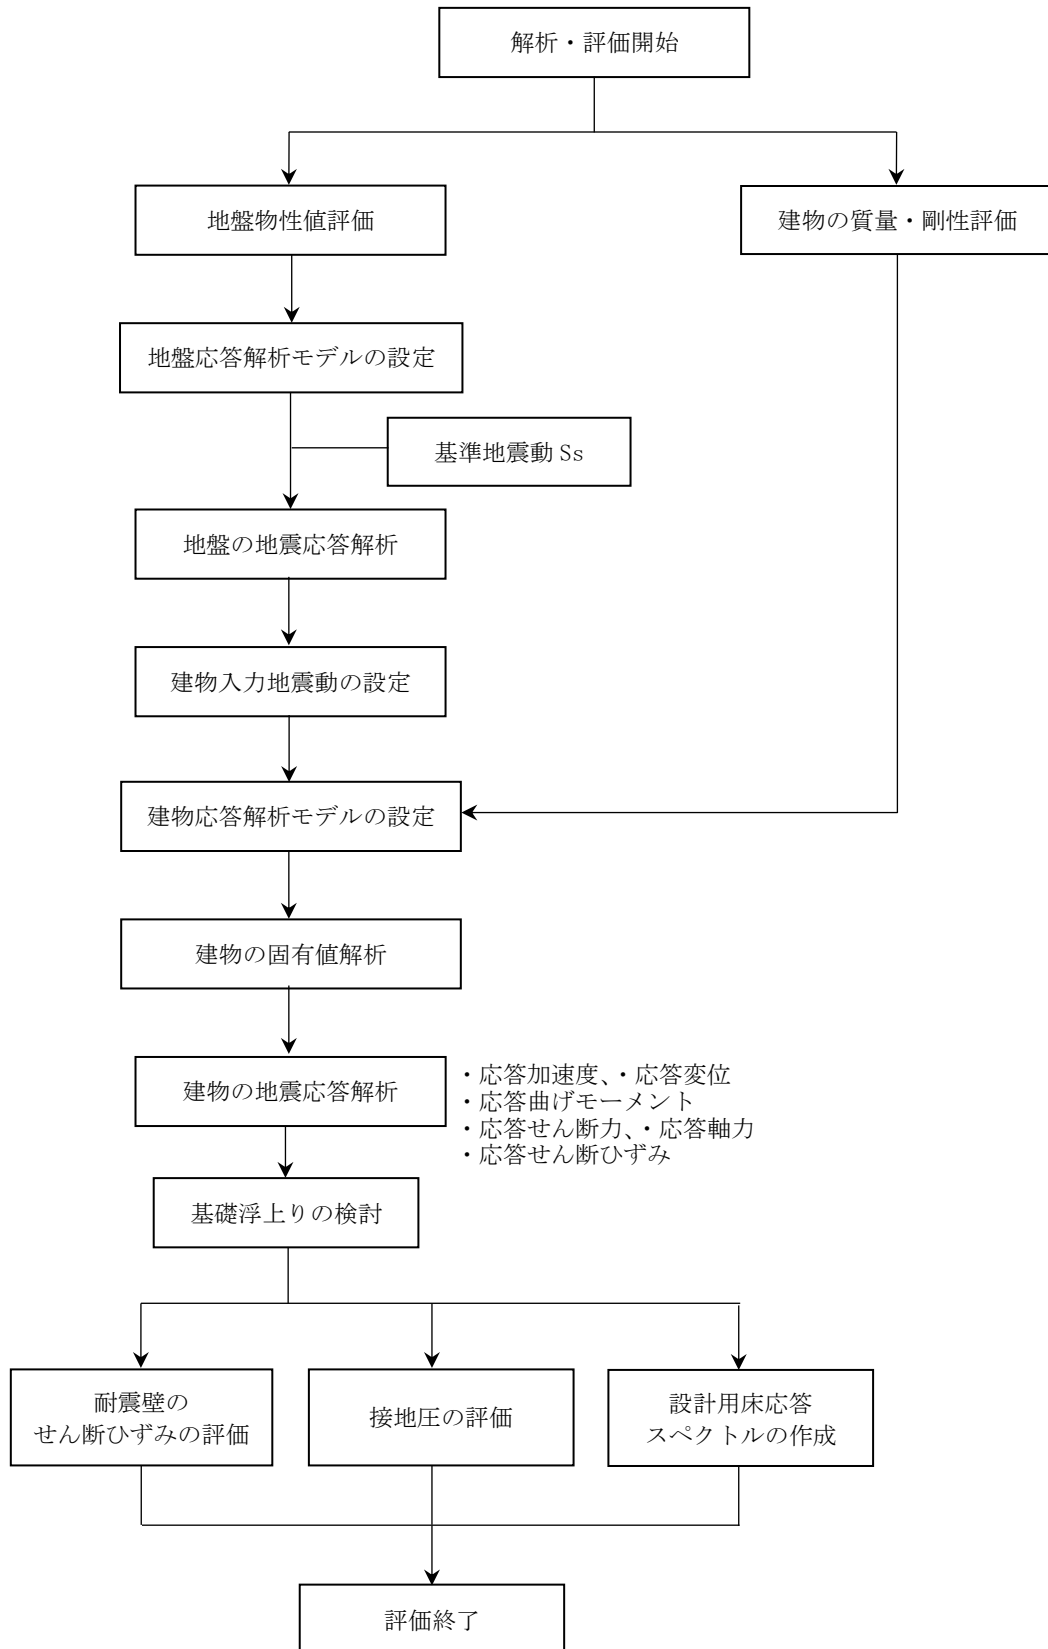 解析・評価開始
地盤物性値評価
建物の質量・剛性評価
地盤応答解析モデルの設定
基準地震動 Ss
地盤の地震応答解析
建物入力地震動の設定
建物応答解析モデルの設定
建物の固有値解析
建物の地震応答解析
・応答加速度、・応答変位
・応答曲げモーメント
・応答せん断力、・応答軸力
・応答せん断ひずみ
基礎浮上りの検討
耐震壁の
せん断ひずみの評価
接地圧の評価
設計用床応答
スペクトルの作成
評価終了